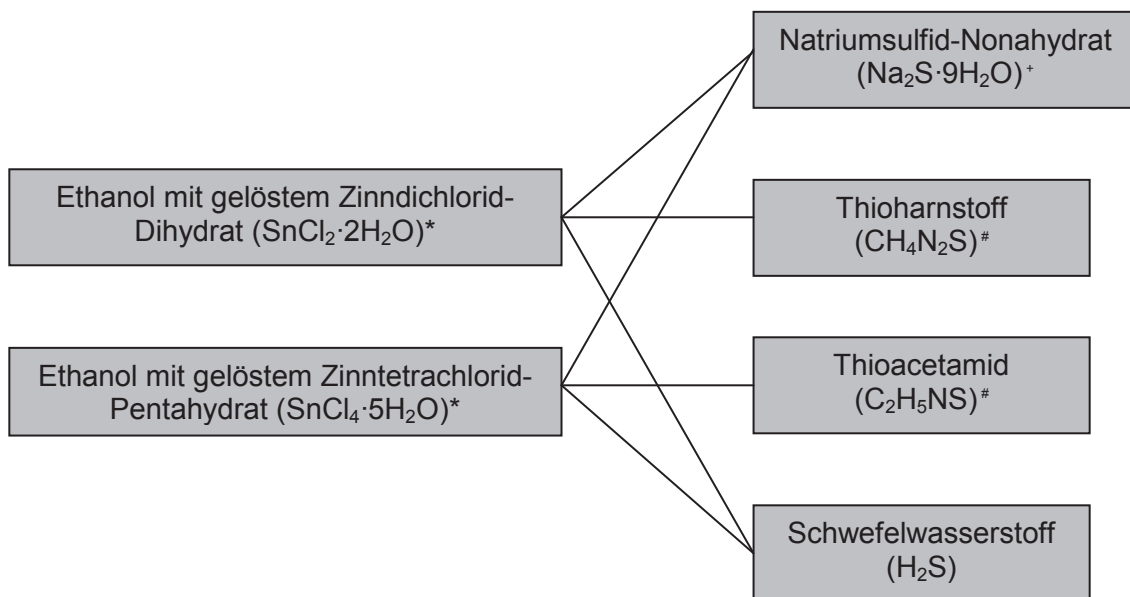 Natriumsulfid-Nonahydrat
(Na₂S·9H₂O)⁺
Ethanol mit gelöstem Zinndichlorid-
Dihydrat (SnCl₂·2H₂O)*
Thioharnstoff
(CH₄N₂S)#
Ethanol mit gelöstem Zinntetrachlorid-
Pentahydrat (SnCl₄·5H₂O)*
Thioacetamid
(C₂H₅NS)#
Schwefelwasserstoff
(H₂S)